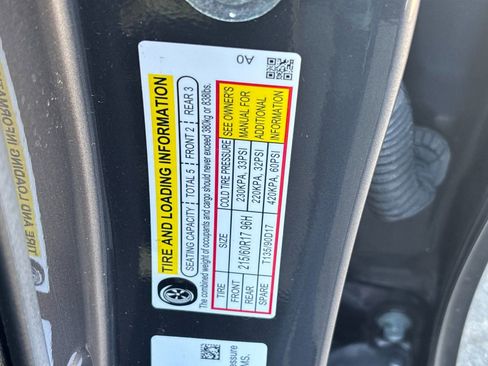 A0
TIRE AND LOADING INFORMATION
SEATING CAPACITY TOTAL 5 FRONT 2 REAR 3
The combined weight of occupants and cargo should never exceed 380kg or 838lbs.
TIRE SIZE COLD TIRE PRESSURE SEE OWNER'S MANUAL FOR ADDITIONAL INFORMATION
FRONT 215/60R17 96H 230KPA, 33PSI
REAR 220KPA, 32PSI
SPARE T135/90D17 420KPA, 60PSI
TIRE AND LOADING INFORMATION
ressure
MS.